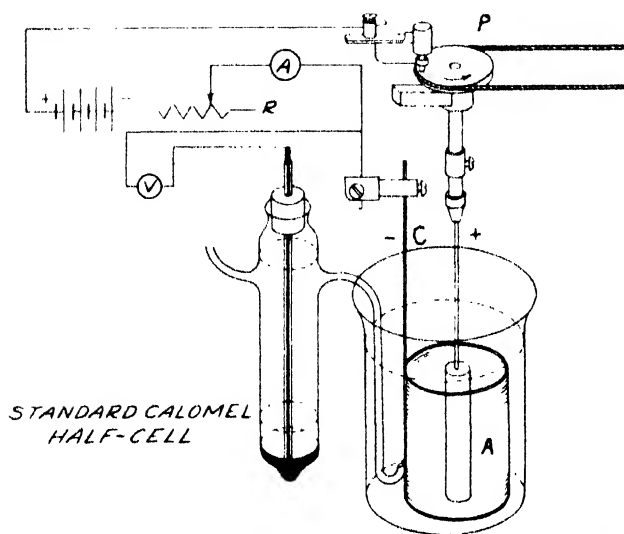 P
A
+ -
R
V
- C +
STANDARD CALOMEL
HALF-CELL
A